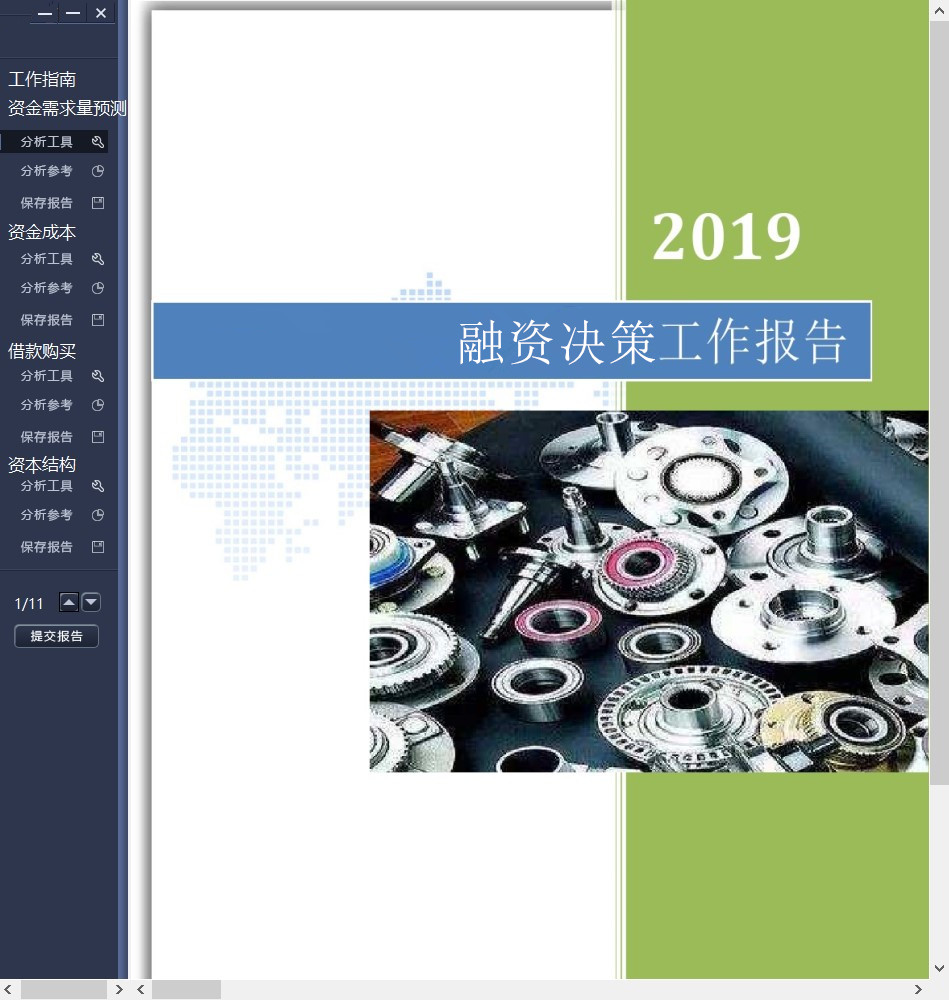 工作指南
资金需求量预测
分析工具
分析参考
保存报告
资金成本
分析工具
分析参考
保存报告
借款购买
分析工具
分析参考
保存报告
资本结构
分析工具
分析参考
保存报告
1/11
提交报告
2019
融资决策工作报告